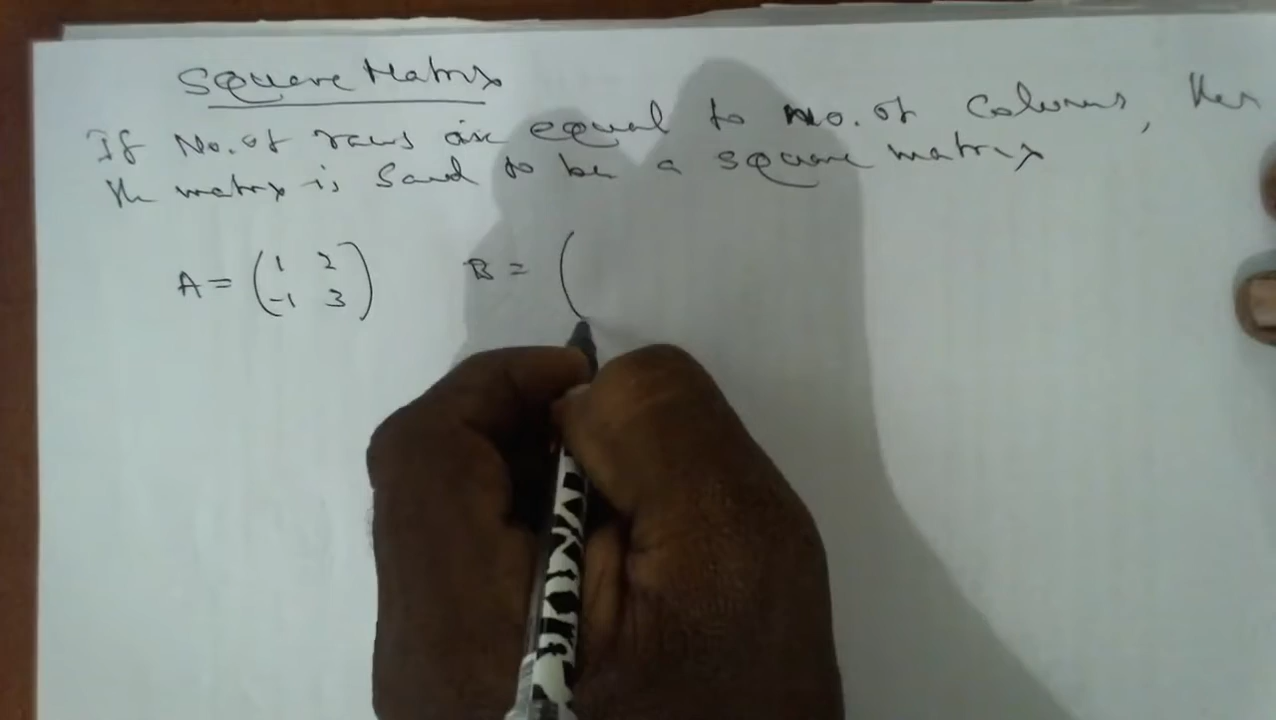 Square Matrix
If No. of rows are equal to no. of Columns, then
the matrix is Said to be a square matrix
A = (1 2 B = (
-1 3)